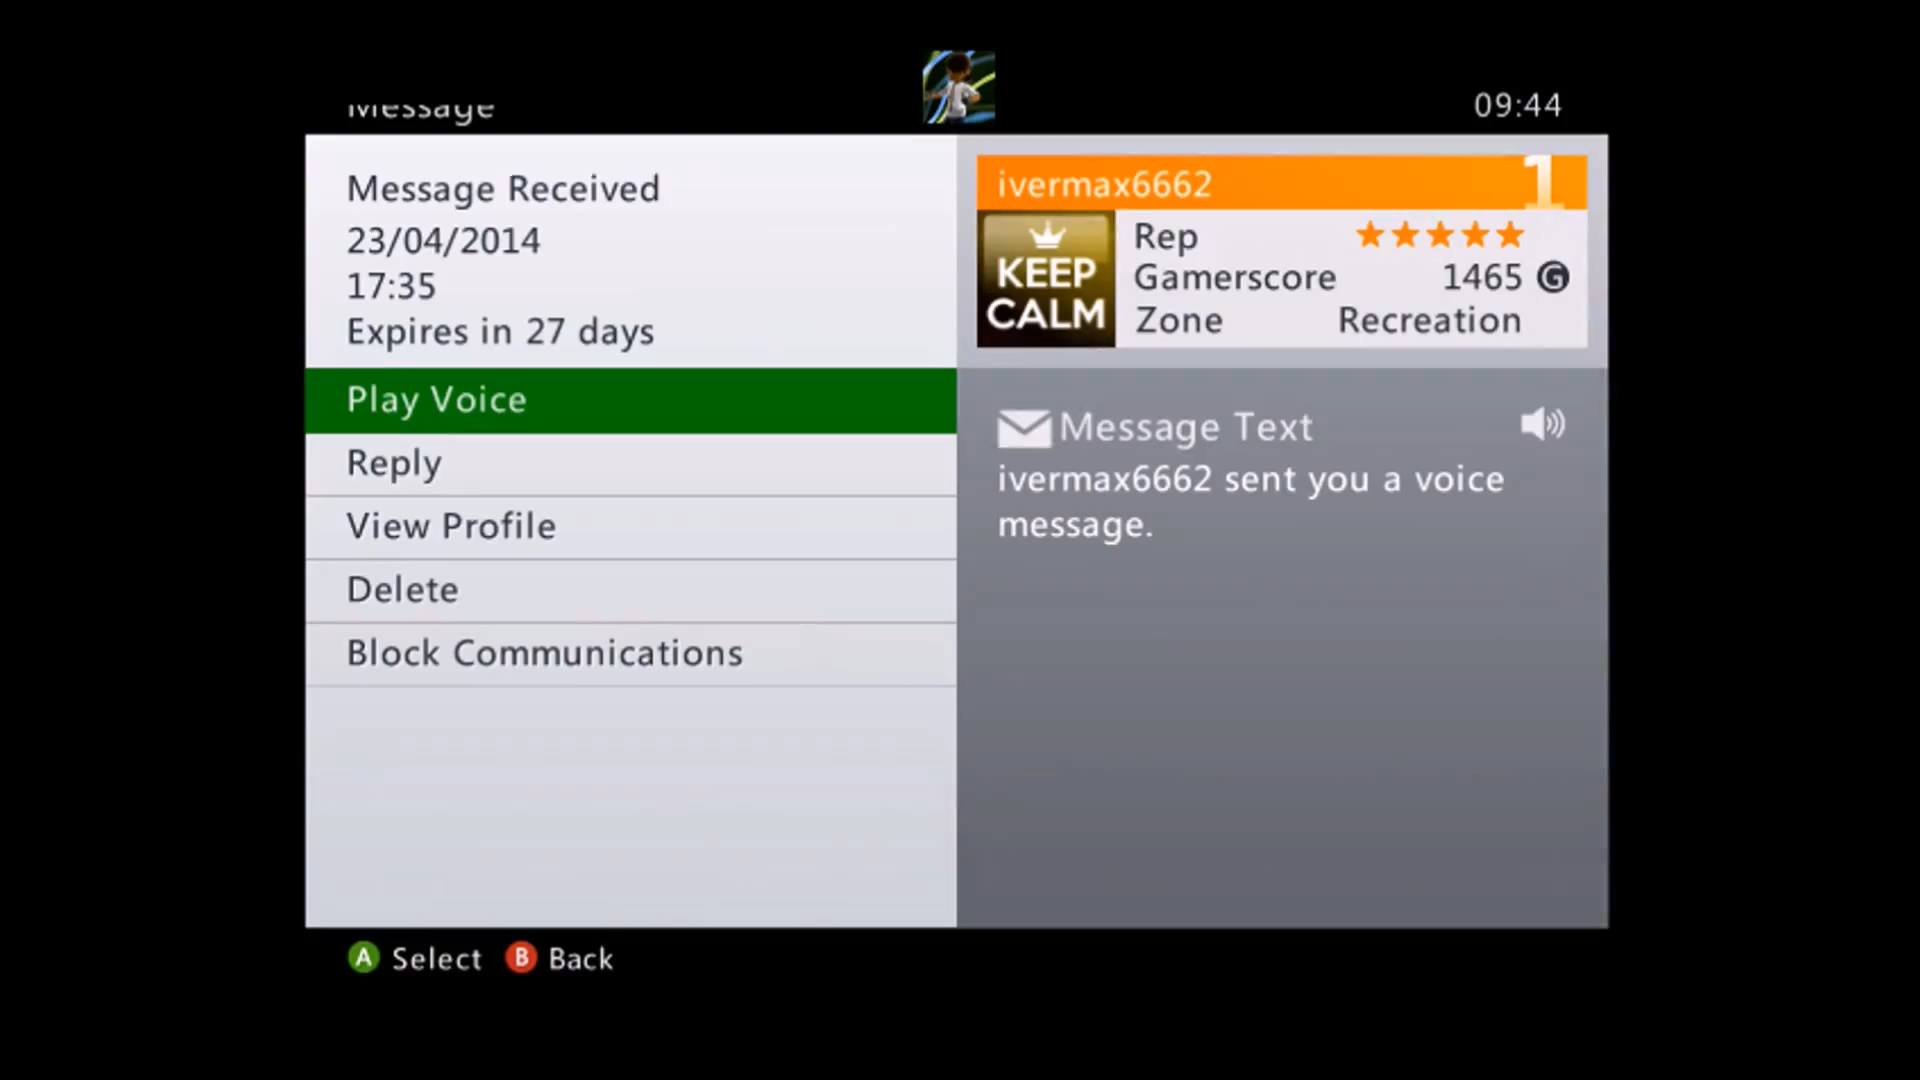 Message
09:44
Message Received
23/04/2014
17:35
Expires in 27 days
Play Voice
Reply
View Profile
Delete
Block Communications
ivermax6662
1
KEEP
CALM
Rep
Gamerscore 1465 G
Zone Recreation
Message Text
ivermax6662 sent you a voice
message.
A Select B Back